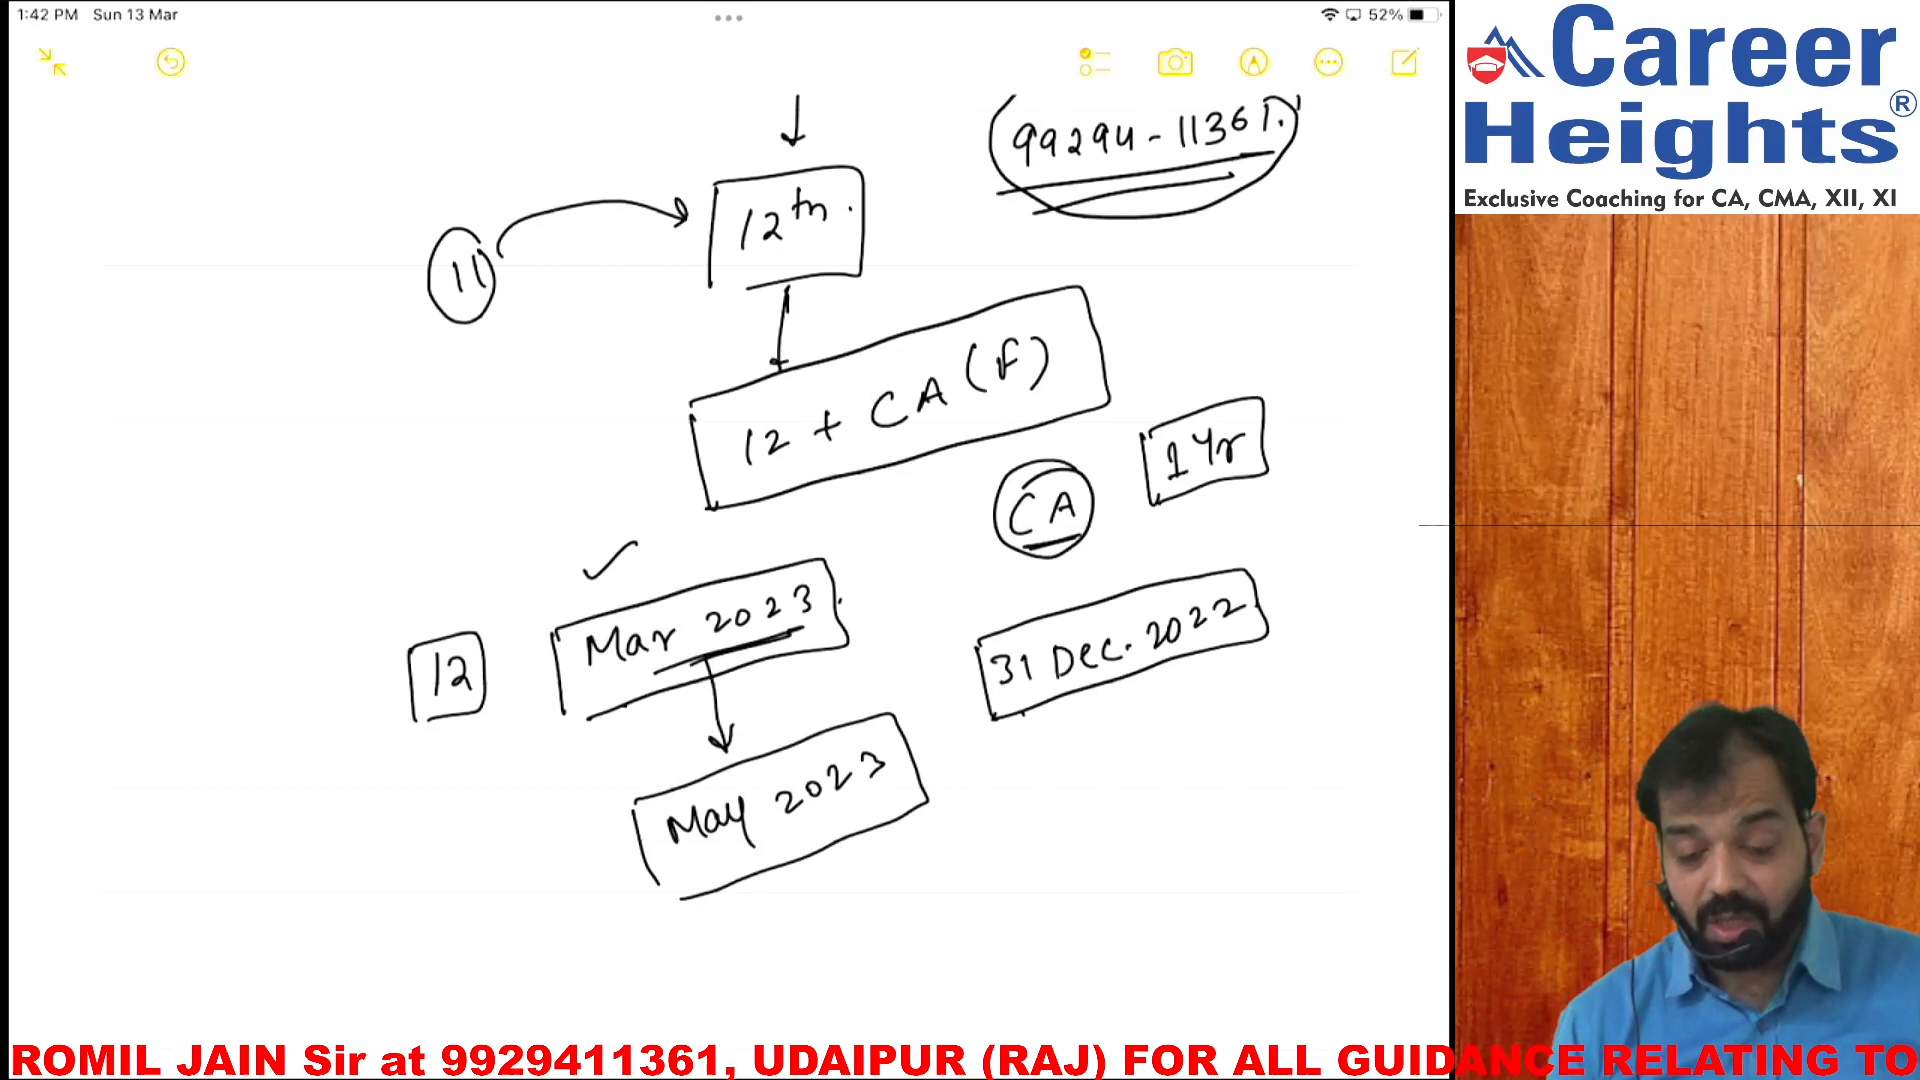 1:42 PM Sun 13 Mar
52%
Career
Heights®
Exclusive Coaching for CA, CMA, XII, XI
99294-11361.
12th.
11
12 + CA (F)
1 Yr
CA
Mar 2023.
31 Dec. 2022
12
May 2023
ROMIL JAIN Sir at 9929411361, UDAIPUR (RAJ) FOR ALL GUIDANCE RELATING TO